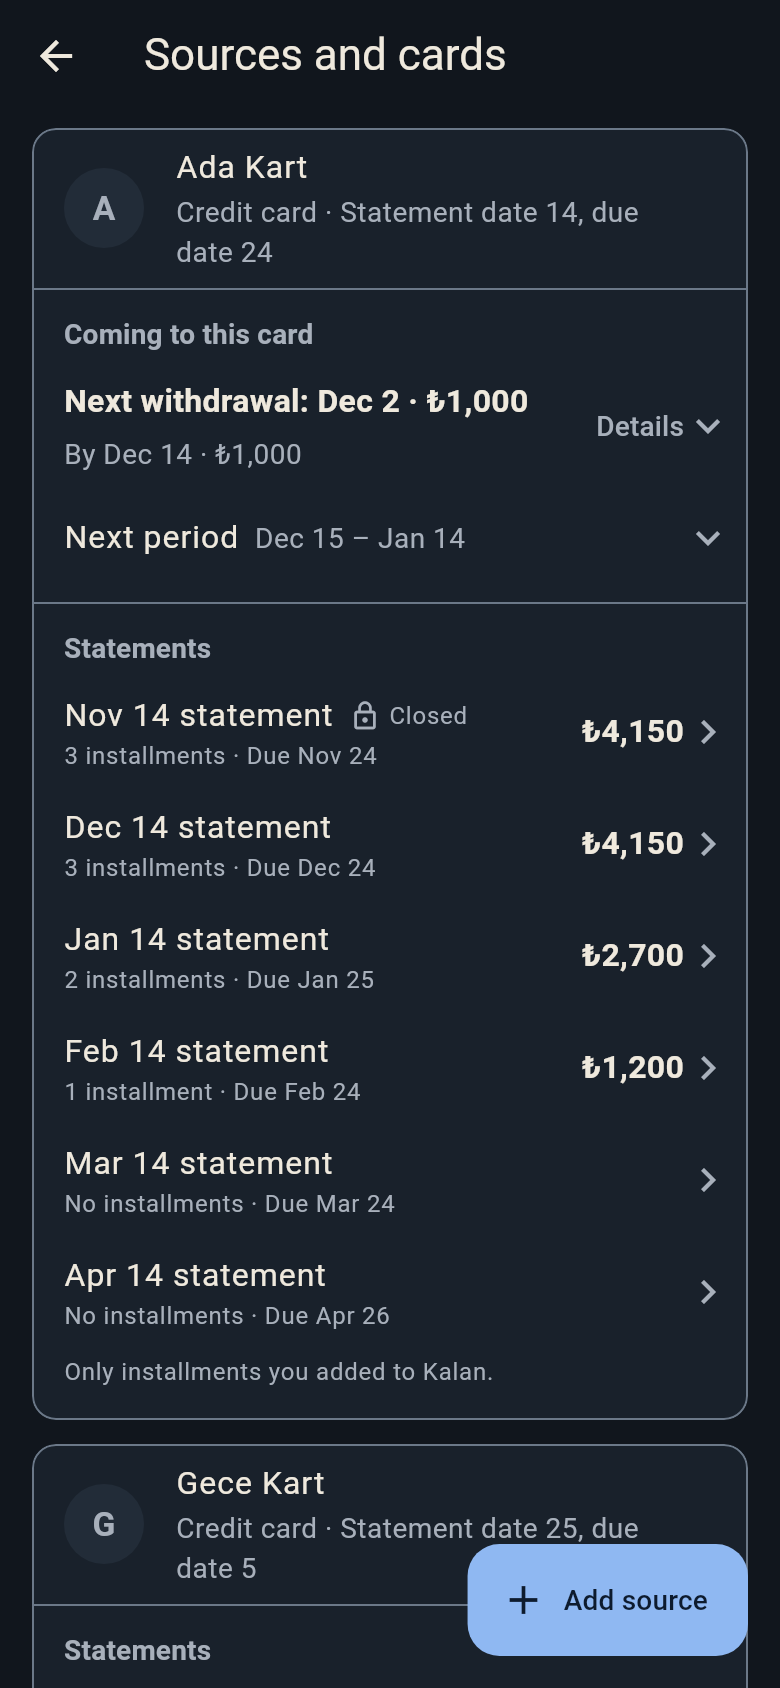 Sources and cards
A
Ada Kart
Credit card · Statement date 14, due
date 24
Coming to this card
Next withdrawal: Dec 2 · ₺1,000
By Dec 14 · ₺1,000
Details
Next period Dec 15 – Jan 14
Statements
Nov 14 statement Closed
3 installments · Due Nov 24
₺4,150
Dec 14 statement
3 installments · Due Dec 24
₺4,150
Jan 14 statement
2 installments · Due Jan 25
₺2,700
Feb 14 statement
1 installment · Due Feb 24
₺1,200
Mar 14 statement
No installments · Due Mar 24
Apr 14 statement
No installments · Due Apr 26
Only installments you added to Kalan.
G
Gece Kart
Credit card · Statement date 25, due
date 5
Add source
Statements